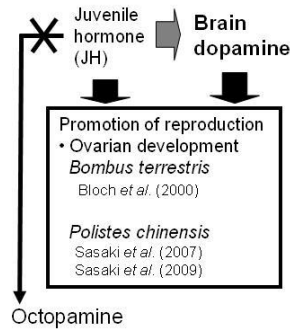 Juvenile
hormone
(JH)
Brain
dopamine
Promotion of reproduction
• Ovarian development
Bombus terrestris
Bloch et al. (2000)
Polistes chinensis
Sasaki et al. (2007)
Sasaki et al. (2009)
Octopamine